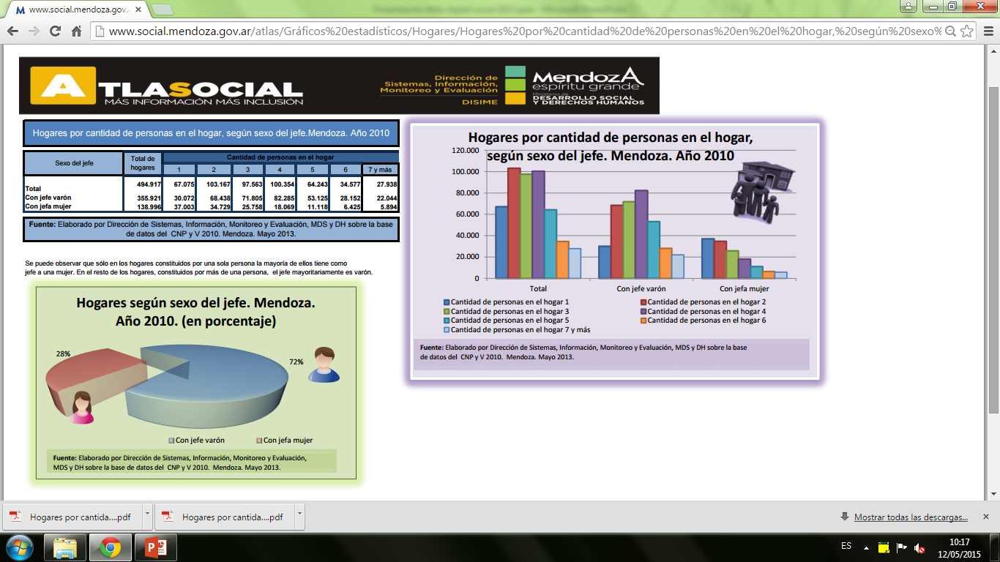 www.social.mendoza.gov.
www.social.mendoza.gov.ar/atlas/Gráficos%20estadísticos/Hogares/Hogares%20por%20cantidad%20de%20personas%20en%20el%20hogar,%20según%20sexo%
ATLASOCIAL
MÁS INFORMACIÓN MÁS INCLUSIÓN
Dirección de
Sistemas, Información,
Monitoreo y Evaluación
DISIME
MendozA
espíritu grande
Ministerio de
DESARROLLO SOCIAL
Y DERECHOS HUMANOS
Hogares por cantidad de personas en el hogar, según sexo del jefe.Mendoza. Año 2010
Sexo del jefe
Total de
hogares
Cantidad de personas en el hogar
1 2 3 4 5 6 7 y más
Total 494.917 67.075 103.167 97.563 100.354 64.243 34.577 27.938
Con jefe varón 355.921 30.072 68.438 71.805 82.285 53.125 28.152 22.044
Con jefa mujer 138.996 37.003 34.729 25.758 18.069 11.118 6.425 5.894
Fuente: Elaborado por Dirección de Sistemas, Información, Monitoreo y Evaluación, MDS y DH sobre la base
de datos del CNP y V 2010. Mendoza. Mayo 2013.
Se puede observar que sólo en los hogares constituidos por una sola persona la mayoría de ellos tiene como
jefe a una mujer. En el resto de los hogares, constituidos por más de una persona, el jefe mayoritariamente es varón.
Hogares según sexo del jefe. Mendoza.
Año 2010. (en porcentaje)
28%
72%
Con jefe varón
Con jefa mujer
Fuente: Elaborado por Dirección de Sistemas, Información, Monitoreo y Evaluación,
MDS y DH sobre la base de datos del CNP y V 2010. Mendoza. Mayo 2013.
Hogares por cantidad de personas en el hogar,
según sexo del jefe. Mendoza. Año 2010
120.000
100.000
80.000
60.000
40.000
20.000
0
Total
Con jefe varón
Con jefa mujer
Cantidad de personas en el hogar 1
Cantidad de personas en el hogar 2
Cantidad de personas en el hogar 3
Cantidad de personas en el hogar 4
Cantidad de personas en el hogar 5
Cantidad de personas en el hogar 6
Cantidad de personas en el hogar 7 y más
Fuente: Elaborado por Dirección de Sistemas, Información, Monitoreo y Evaluación, MDS y DH sobre la base
de datos del CNP y V 2010. Mendoza. Mayo 2013.
Hogares por cantida....pdf
Hogares por cantida....pdf
Mostrar todas las descargas...
ES
10:17
12/05/2015